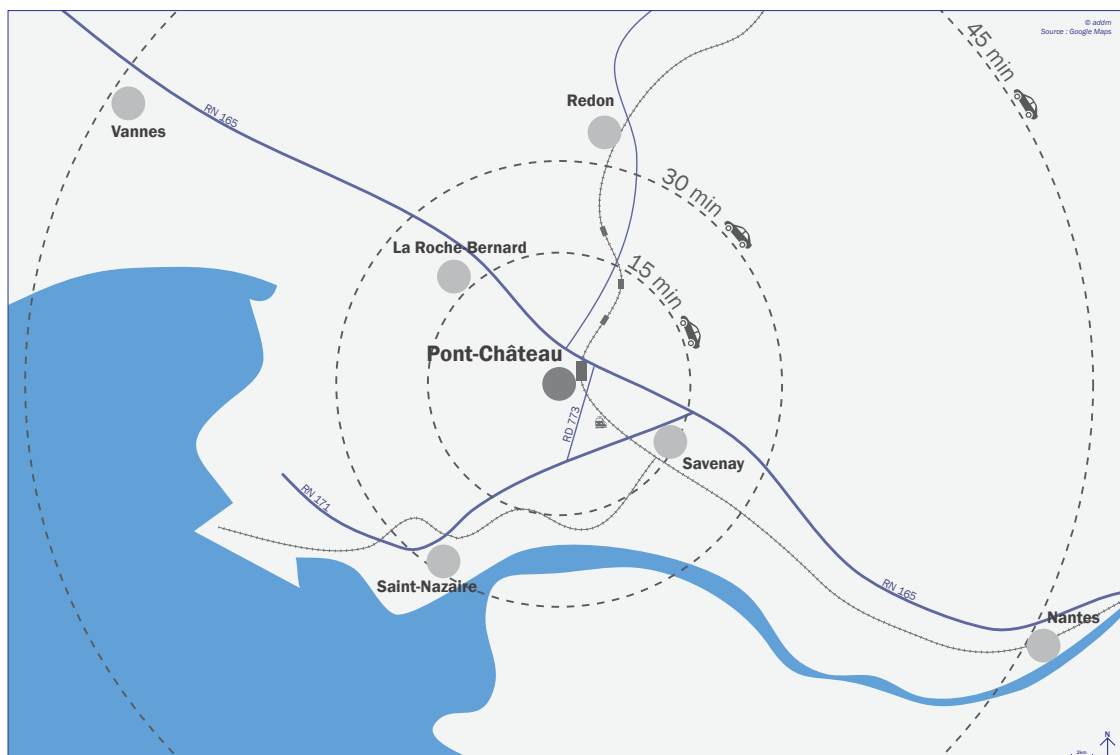 © addm
Source : Google Maps
45 min
Redon
Vannes
RN 165
30 min
La Roche Bernard
15 min
Pont-Château
RD 773
Savenay
RN 171
Saint-Nazaire
RN 165
Nantes
N